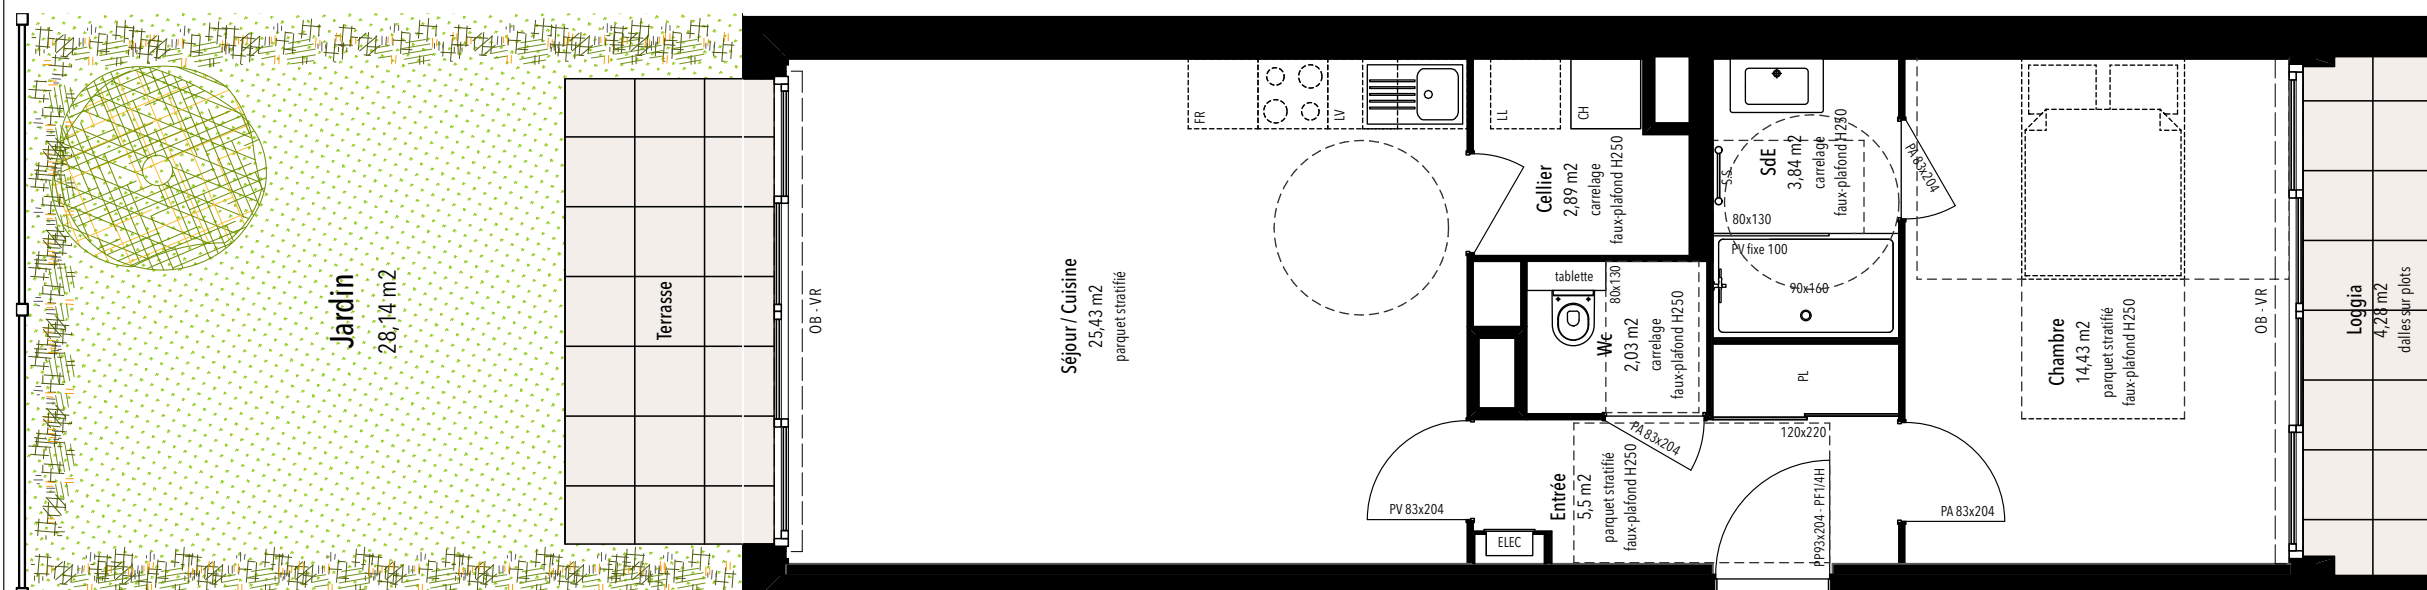 Jardin
28,14 m2
Terrasse
OB - VR
Séjour / Cuisine
25,43 m2
parquet stratifié
FR
LV
LL
CH
Cellier
2,89 m2
carrelage
faux-plafond H250
S.S.
SdE
3,84 m2
carrelage
faux-plafond H250
80x130
PV fixe 100
90x160
PA 83x204
tablette
80x130
Wc
2,03 m2
carrelage
faux-plafond H250
PL
120x220
PA 83x204
PV 83x204
ELEC
Entrée
5,5 m2
parquet stratifié
faux-plafond H250
PP93x204 - PF1/4H
PA 83x204
Chambre
14,43 m2
parquet stratifié
faux-plafond H250
OB - VR
Loggia
4,28 m2
dalles sur plots